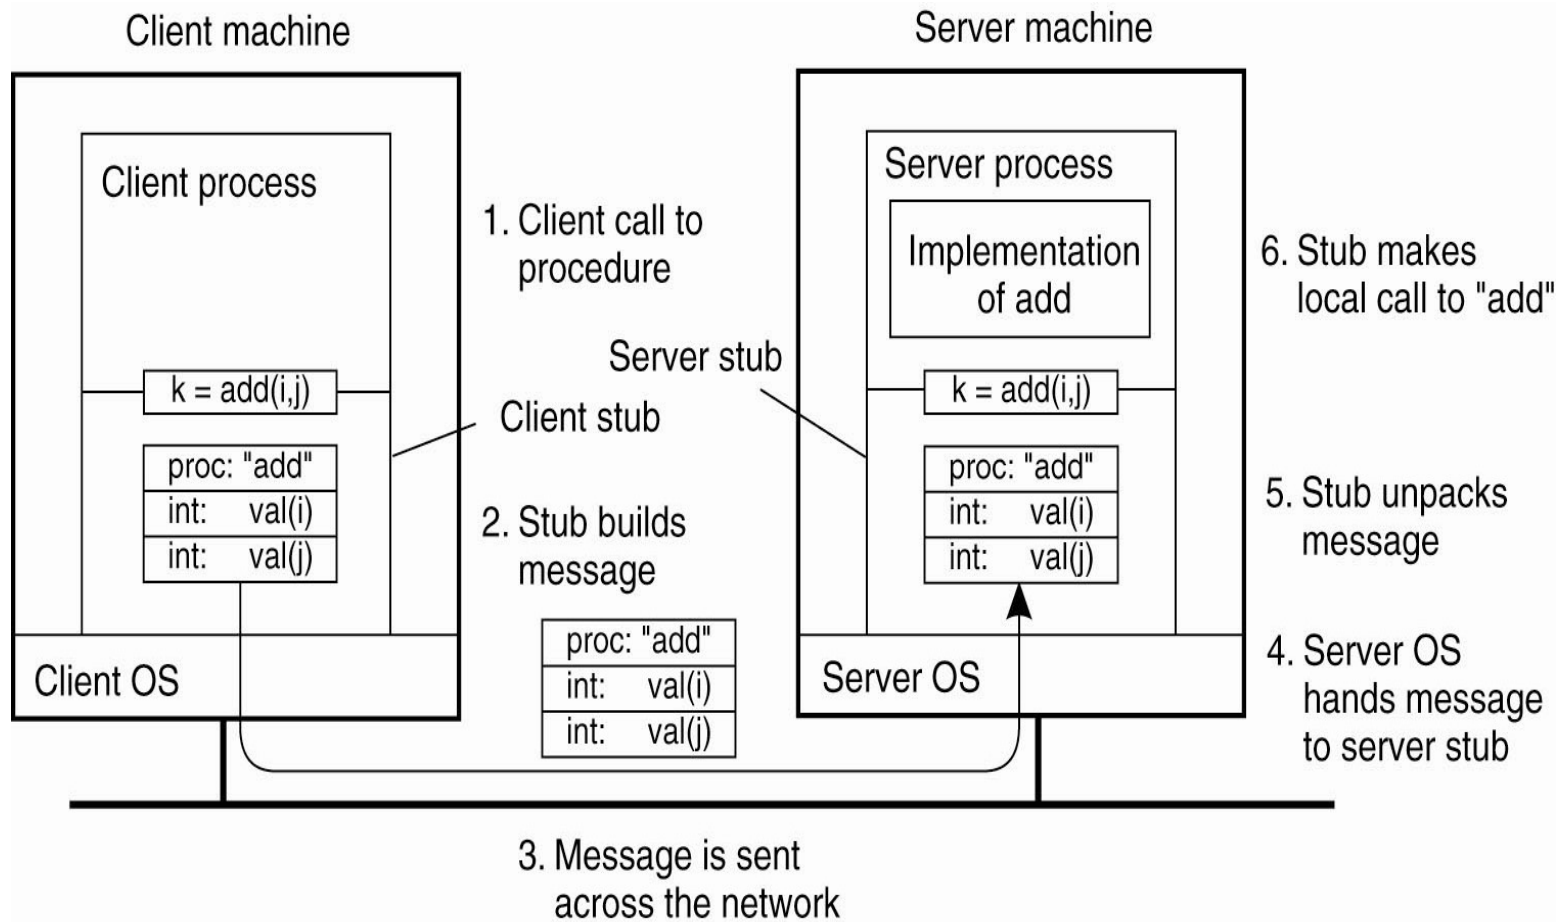 Client machine
Server machine
Client process
1. Client call to
procedure
Server process
Implementation
of add
6. Stub makes
local call to "add"
Server stub
k = add(i,j)
k = add(i,j)
Client stub
proc: "add"
int: val(i)
int: val(j)
2. Stub builds
message
proc: "add"
int: val(i)
int: val(j)
5. Stub unpacks
message
proc: "add"
int: val(i)
int: val(j)
Client OS
Server OS
4. Server OS
hands message
to server stub
3. Message is sent
across the network